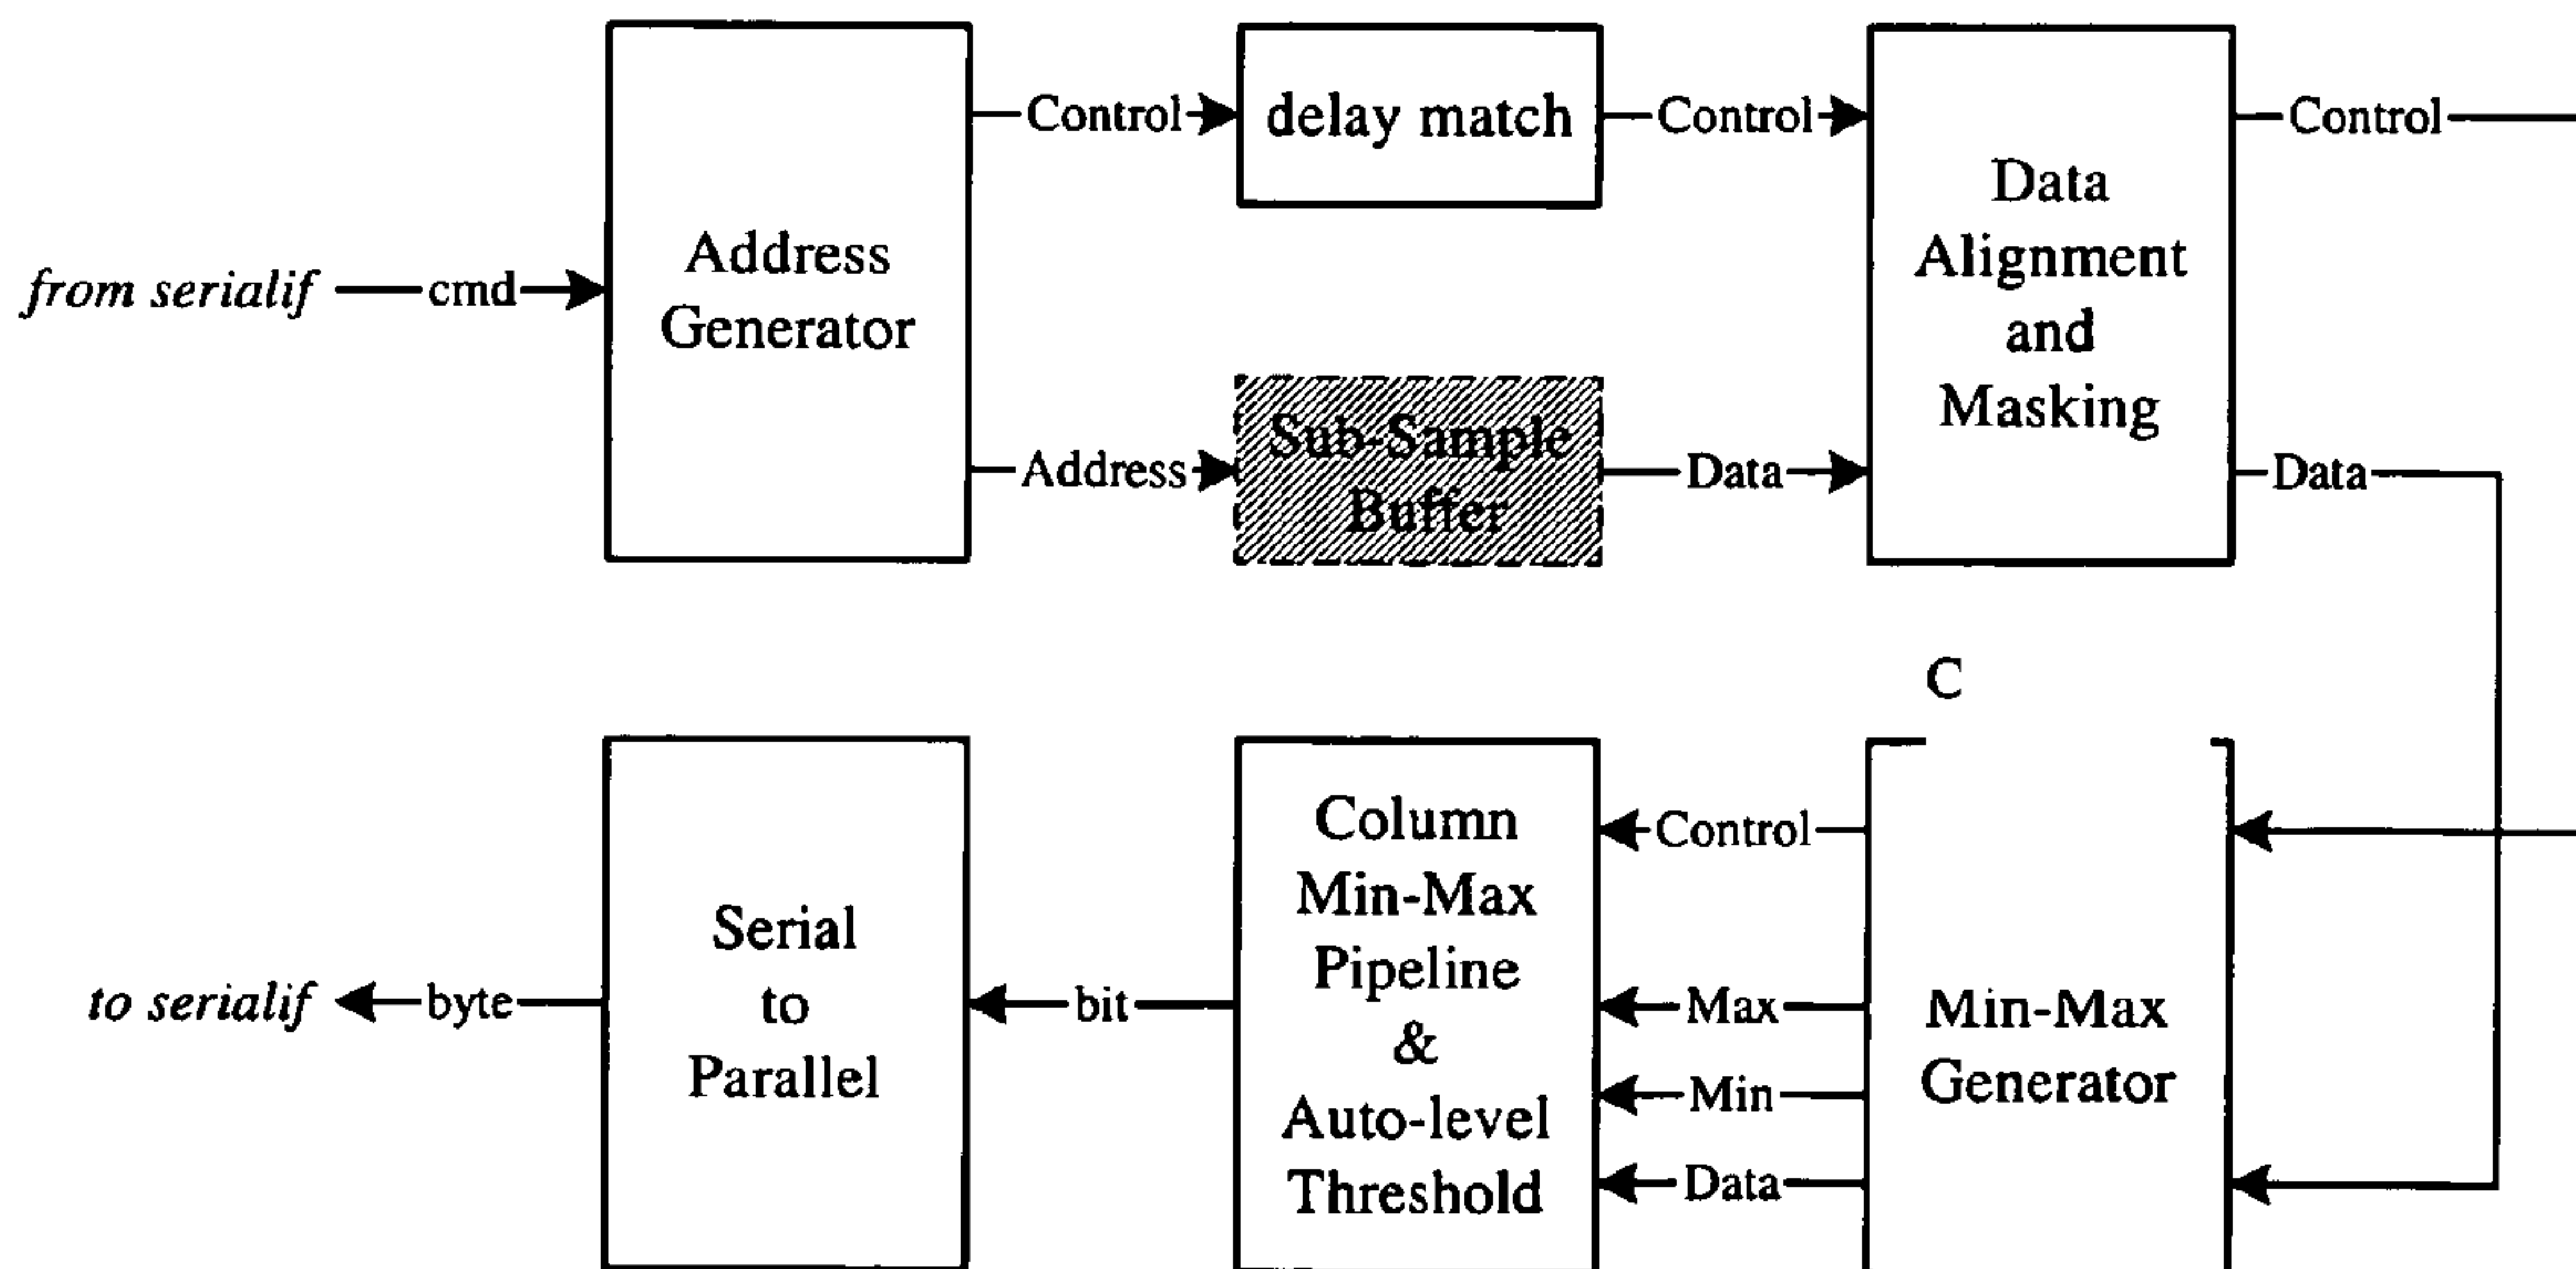 from serialif
cmd
Address
Generator
Control
Address
delay match
Sub-Sample
Buffer
Control
Data
Data
Alignment
and
Masking
Control
Data
C
Min-Max
Generator
Control
Max
Min
Data
Column
Min-Max
Pipeline
&
Auto-level
Threshold
bit
Serial
to
Parallel
byte
to serialif